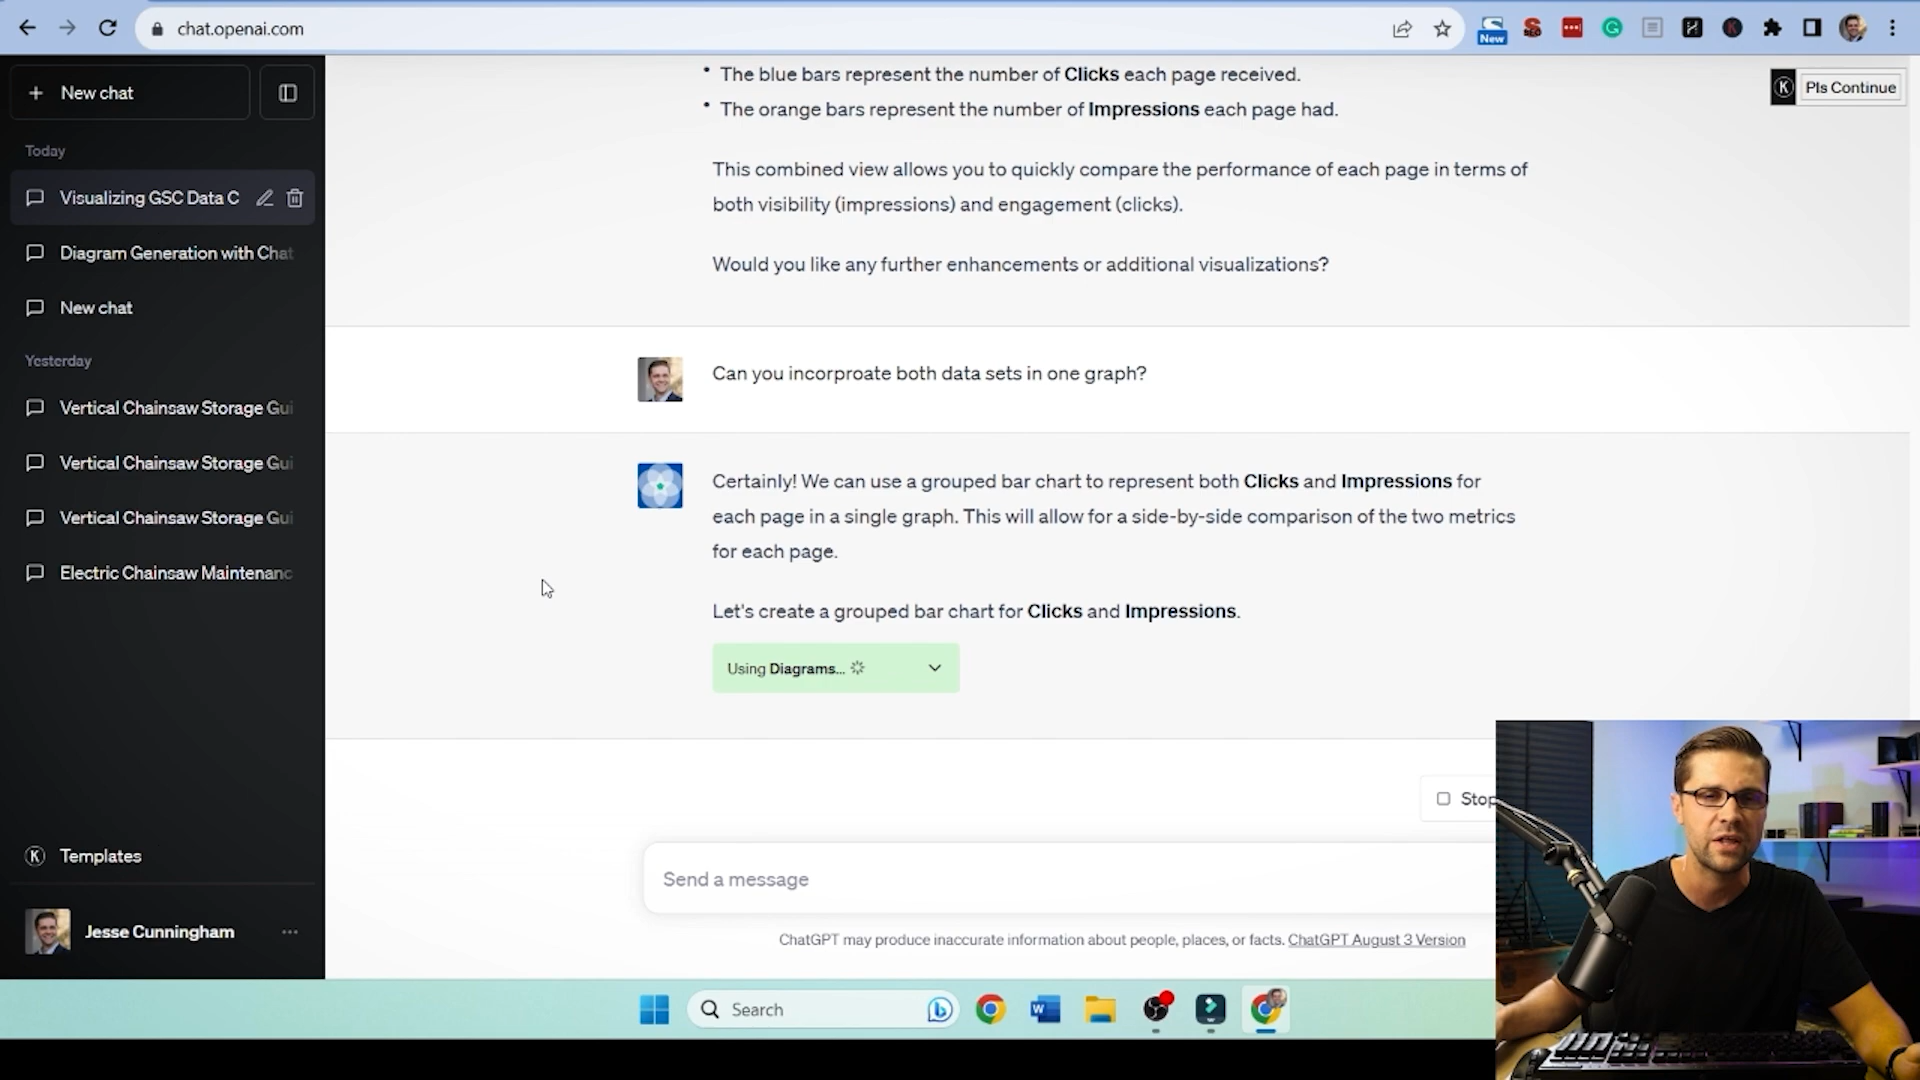 chat.openai.com
New
New chat
Today
Visualizing GSC Data C
Diagram Generation with Chat
New chat
Yesterday
Vertical Chainsaw Storage Gui
Vertical Chainsaw Storage Gui
Vertical Chainsaw Storage Gui
Electric Chainsaw Maintenanc
K Templates
Jesse Cunningham
The blue bars represent the number of Clicks each page received.
The orange bars represent the number of Impressions each page had.
K Pls Continue
This combined view allows you to quickly compare the performance of each page in terms of
both visibility (impressions) and engagement (clicks).
Would you like any further enhancements or additional visualizations?
Can you incorproate both data sets in one graph?
Certainly! We can use a grouped bar chart to represent both Clicks and Impressions for
each page in a single graph. This will allow for a side-by-side comparison of the two metrics
for each page.
Let's create a grouped bar chart for Clicks and Impressions.
Using Diagrams...
Stop
Send a message
ChatGPT may produce inaccurate information about people, places, or facts. ChatGPT August 3 Version
Search